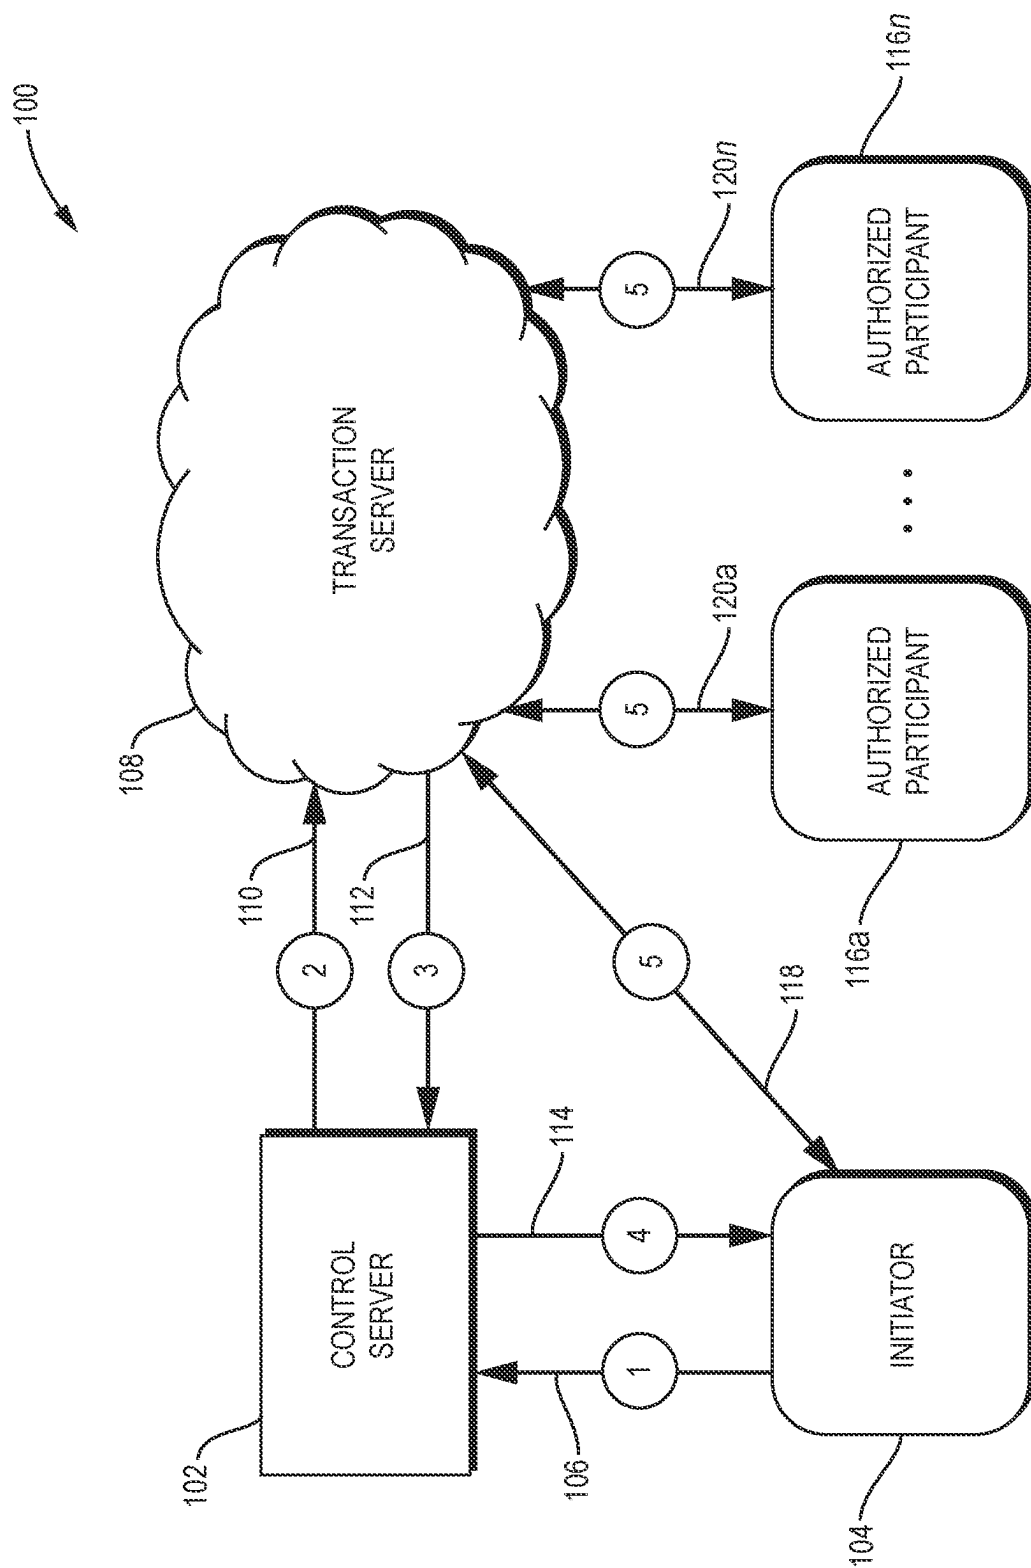 100
108
TRANSACTION
SERVER
110
112
2
3
102
CONTROL
SERVER
114
4
106
1
5
118
5
120a
5
120n
INITIATOR
104
AUTHORIZED
PARTICIPANT
116a
. . .
AUTHORIZED
PARTICIPANT
116n